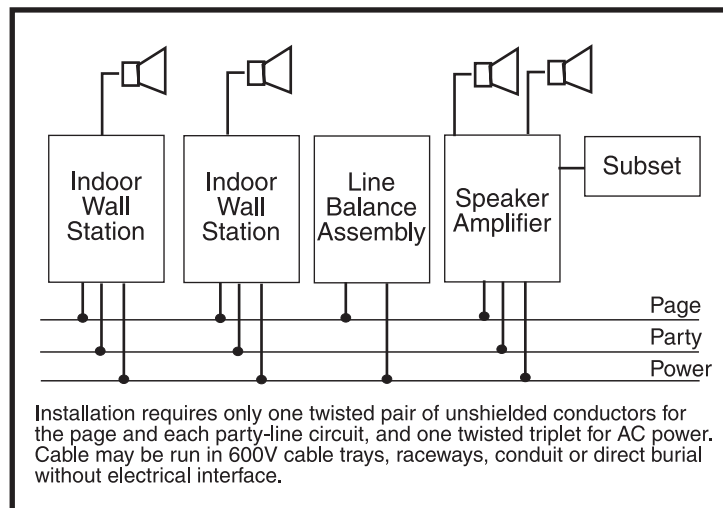 Indoor
Wall
Station
Indoor
Wall
Station
Line
Balance
Assembly
Speaker
Amplifier
Subset
Page
Party
Power
Installation requires only one twisted pair of unshielded conductors for
the page and each party-line circuit, and one twisted triplet for AC power.
Cable may be run in 600V cable trays, raceways, conduit or direct burial
without electrical interface.